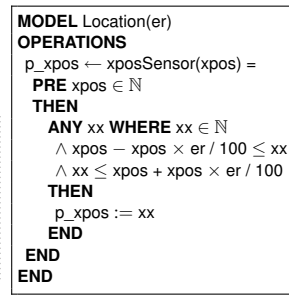 MODEL Location(er)
OPERATIONS
p_xpos ← xposSensor(xpos) =
PRE xpos ∈ ℕ
THEN
ANY xx WHERE xx ∈ ℕ
∧ xpos − xpos × er / 100 ≤ xx
∧ xx ≤ xpos + xpos × er / 100
THEN
p_xpos := xx
END
END
END